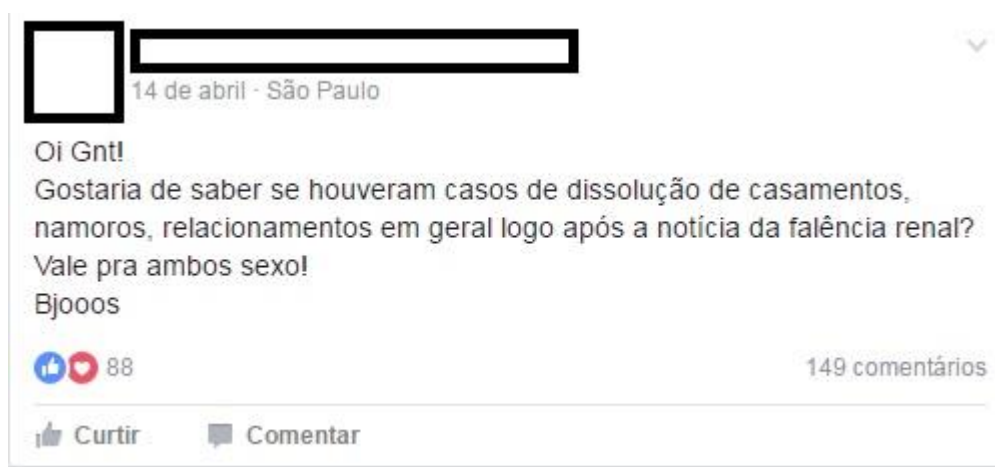 14 de abril · São Paulo
Oi Gnt!
Gostaria de saber se houveram casos de dissolução de casamentos,
namoros, relacionamentos em geral logo após a notícia da falência renal?
Vale pra ambos sexo!
Bjooos
88 149 comentários
Curtir Comentar